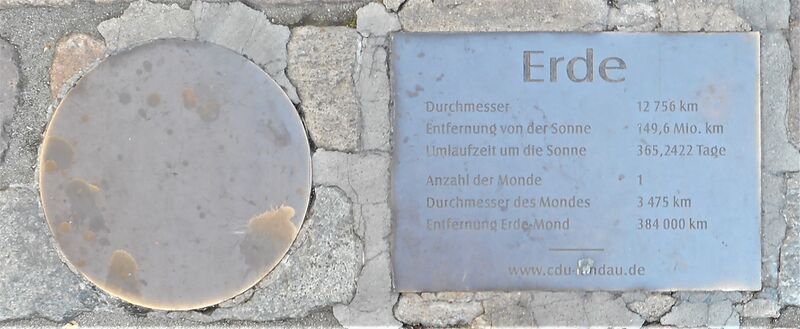 Erde
Durchmesser 12 756 km
Entfernung von der Sonne 149,6 Mio. km
Umlaufzeit um die Sonne 365,2422 Tage
Anzahl der Monde 1
Durchmesser des Mondes 3 475 km
Entfernung Erde-Mond 384 000 km
www.cdu-lindau.de